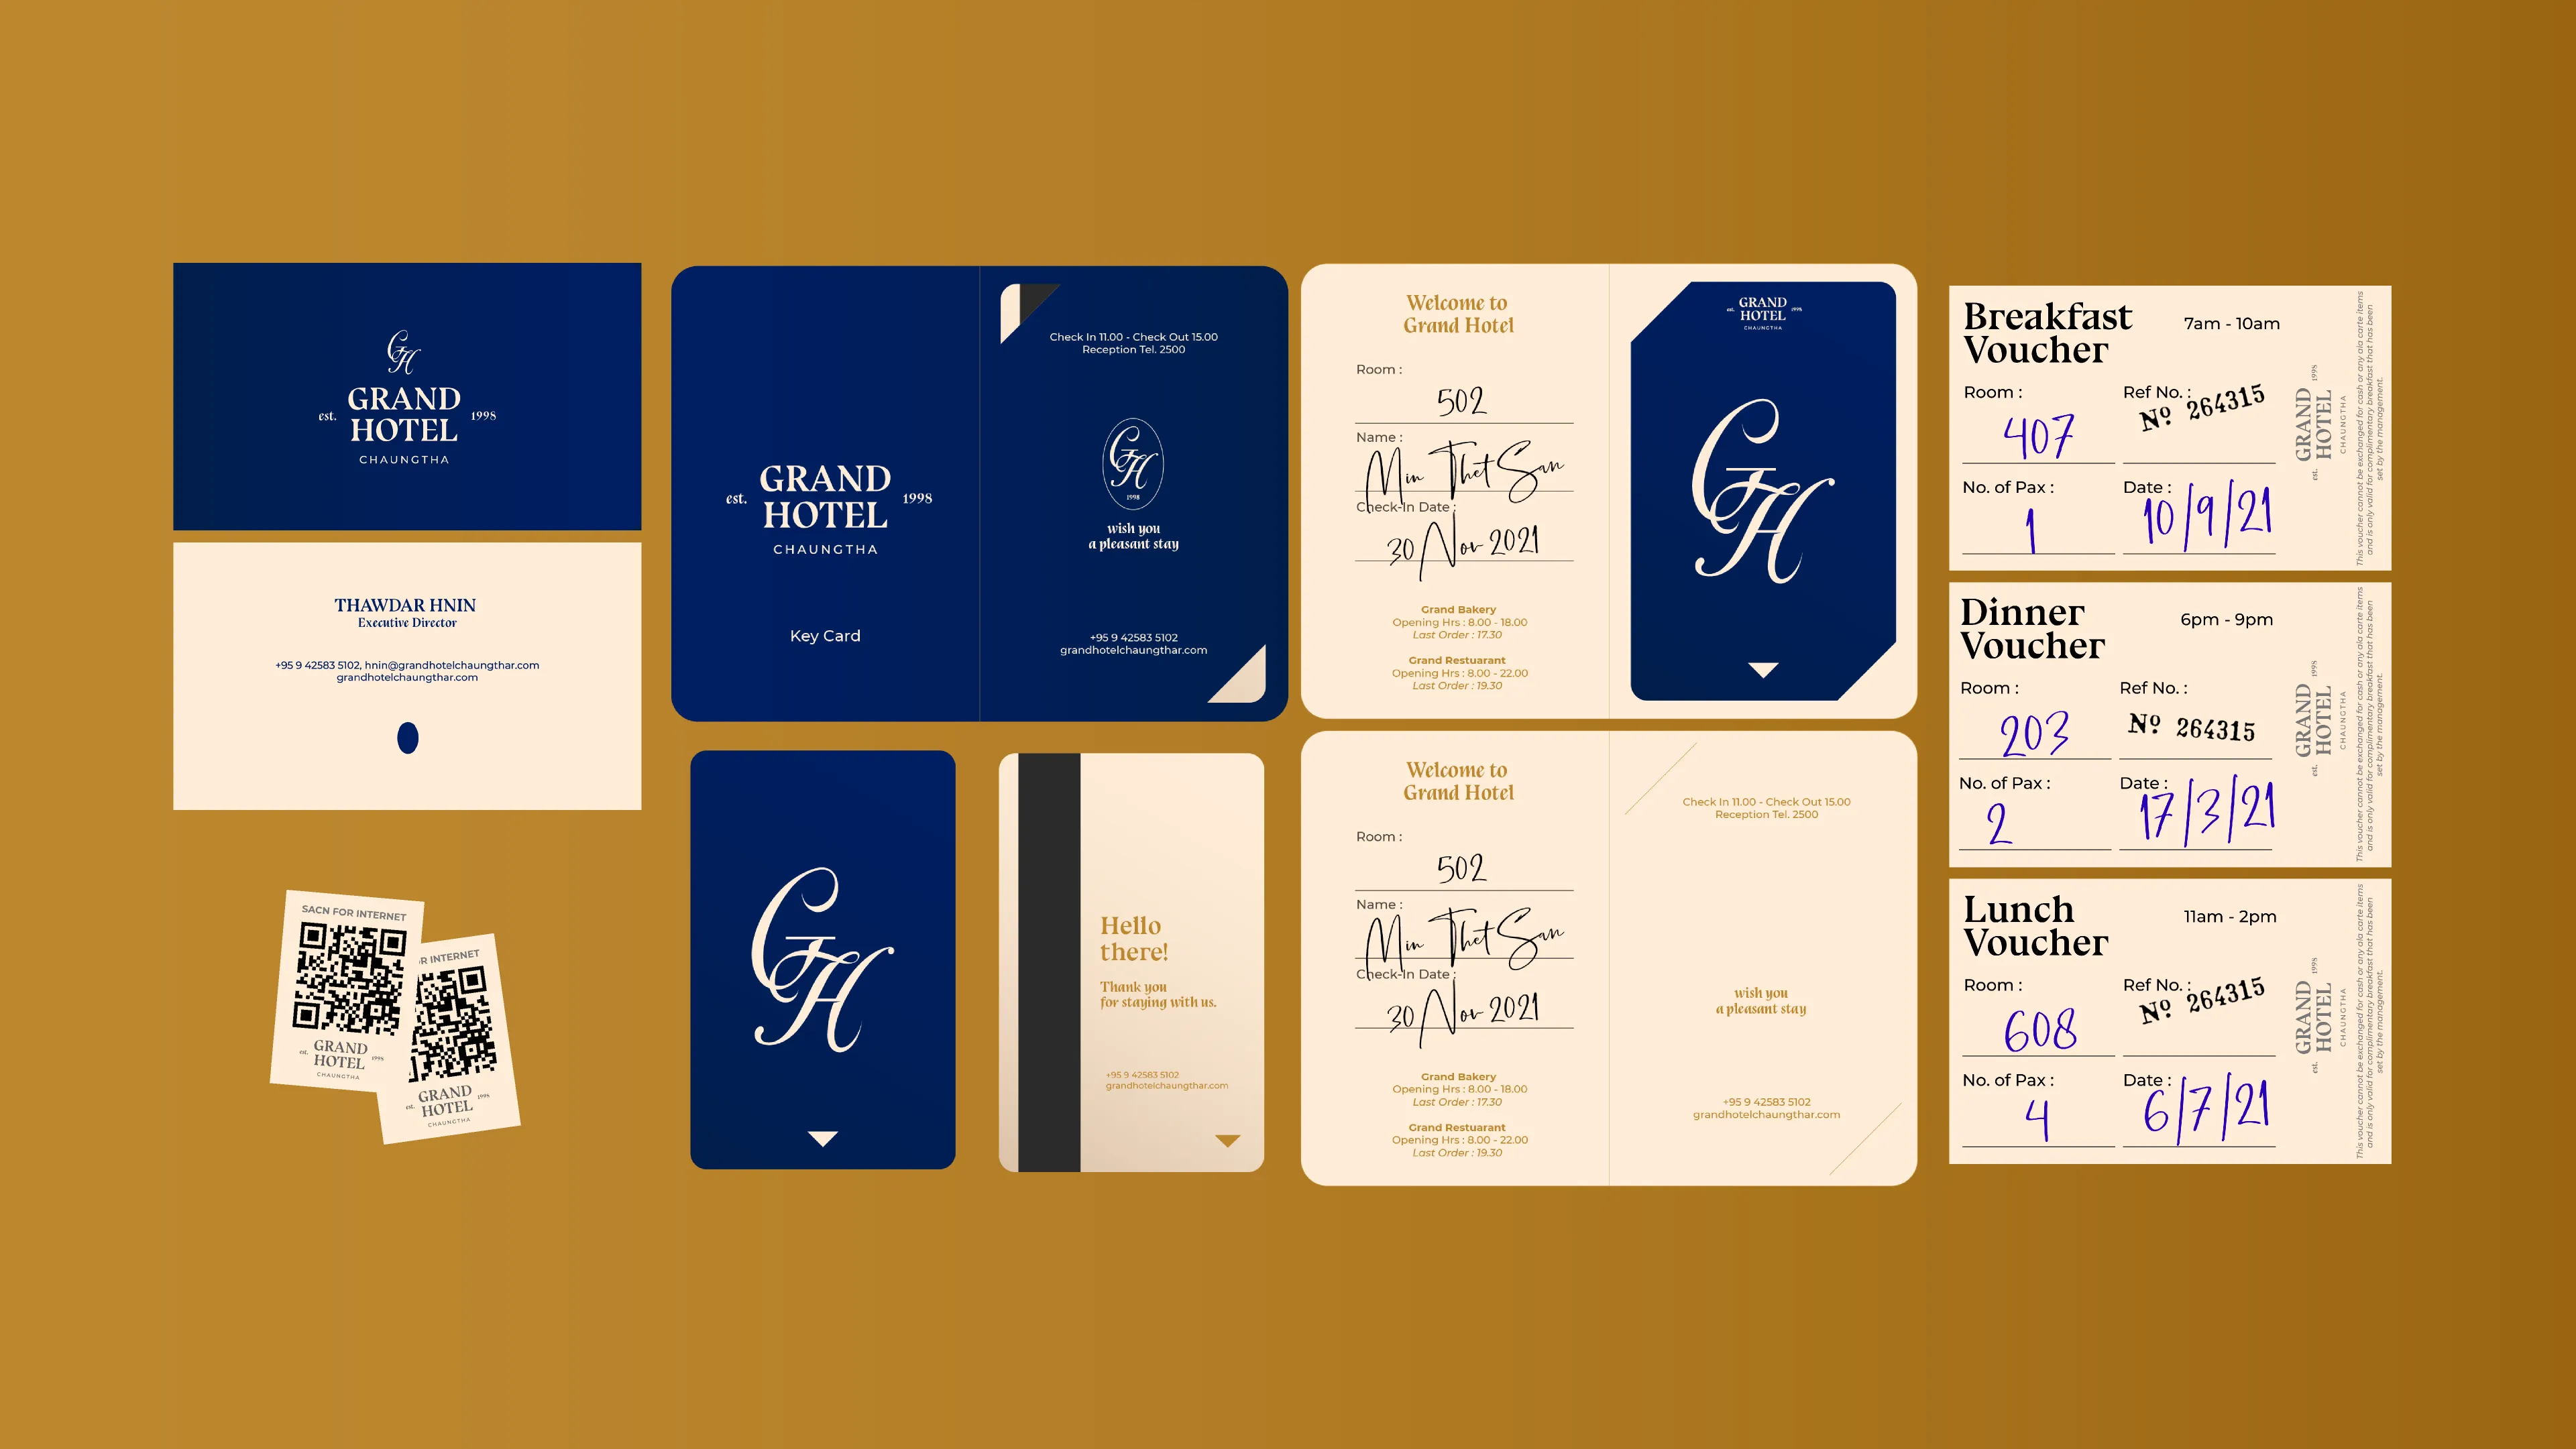 GH
GRAND
est. HOTEL 1998
CHAUNGTHA
THAWDAR HNIN
Executive Director
+95 9 42583 5102, hnin@grandhotelchaungthar.com
grandhotelchaungthar.com
SACN FOR INTERNET
GRAND
est. HOTEL 1998
CHAUNGTHA
R INTERNET
GRAND
est. HOTEL 1998
CHAUNGTHA
GRAND
est. HOTEL 1998
CHAUNGTHA
Key Card
Check In 11.00 - Check Out 15.00
Reception Tel. 2500
GH
1998
wish you
a pleasant stay
+95 9 42583 5102
grandhotelchaungthar.com
GH
Hello
there!
Thank you
for staying with us.
+95 9 42583 5102
grandhotelchaungthar.com
Welcome to
Grand Hotel
Room :
502
Name :
Min Thet San
Check-In Date :
30 Nov 2021
Grand Bakery
Opening Hrs : 8.00 - 18.00
Last Order : 17.30
Grand Restuarant
Opening Hrs : 8.00 - 22.00
Last Order : 19.30
GRAND
est. HOTEL 1998
CHAUNGTHA
GH
Welcome to
Grand Hotel
Room :
502
Name :
Min Thet San
Check-In Date :
30 Nov 2021
Grand Bakery
Opening Hrs : 8.00 - 18.00
Last Order : 17.30
Grand Restuarant
Opening Hrs : 8.00 - 22.00
Last Order : 19.30
Check In 11.00 - Check Out 15.00
Reception Tel. 2500
wish you
a pleasant stay
+95 9 42583 5102
grandhotelchaungthar.com
Breakfast
Voucher
7am - 10am
Room :
407
Ref No. :
Nº 264315
No. of Pax :
1
Date :
10/9/21
GRAND
est. HOTEL 1998
CHAUNGTHA
This voucher cannot be exchanged for cash or any ala carte items
and is only valid for complimentary breakfast that has been
set by the management.
Dinner
Voucher
6pm - 9pm
Room :
203
Ref No. :
Nº 264315
No. of Pax :
2
Date :
17/3/21
GRAND
est. HOTEL 1998
CHAUNGTHA
This voucher cannot be exchanged for cash or any ala carte items
and is only valid for complimentary breakfast that has been
set by the management.
Lunch
Voucher
11am - 2pm
Room :
608
Ref No. :
Nº 264315
No. of Pax :
4
Date :
6/7/21
GRAND
est. HOTEL 1998
CHAUNGTHA
This voucher cannot be exchanged for cash or any ala carte items
and is only valid for complimentary breakfast that has been
set by the management.